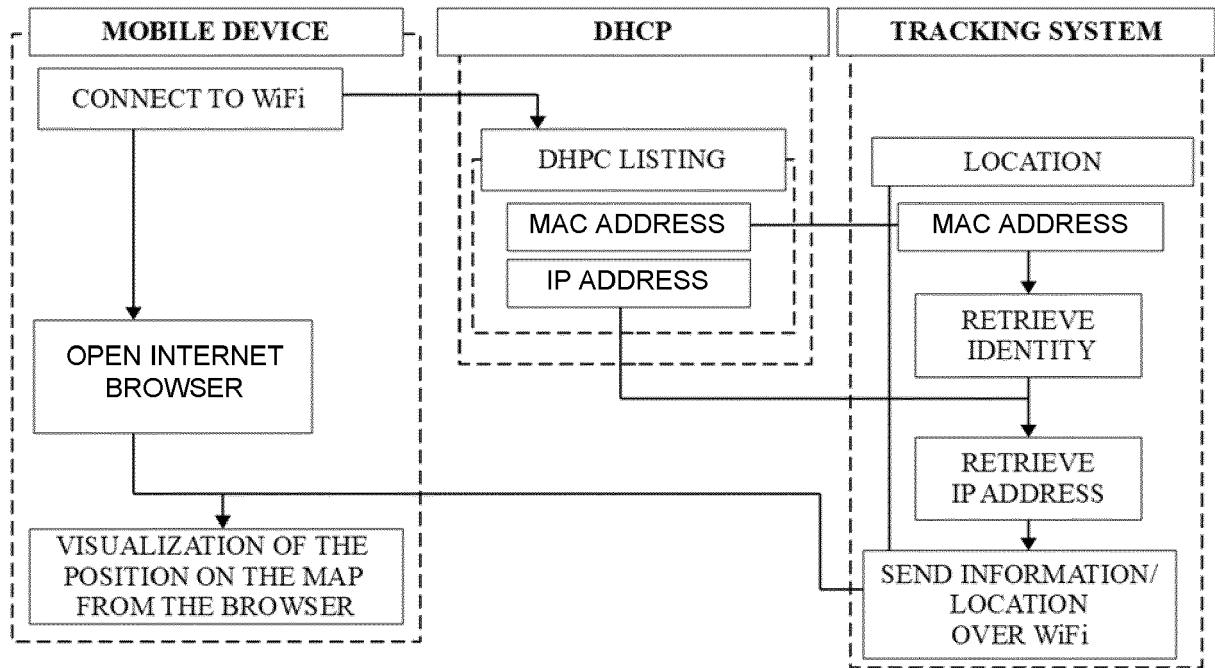 MOBILE DEVICE
CONNECT TO WiFi
OPEN INTERNET
BROWSER
VISUALIZATION OF THE
POSITION ON THE MAP
FROM THE BROWSER
DHCP
DHPC LISTING
MAC ADDRESS
IP ADDRESS
TRACKING SYSTEM
LOCATION
MAC ADDRESS
RETRIEVE
IDENTITY
RETRIEVE
IP ADDRESS
SEND INFORMATION/
LOCATION
OVER WiFi